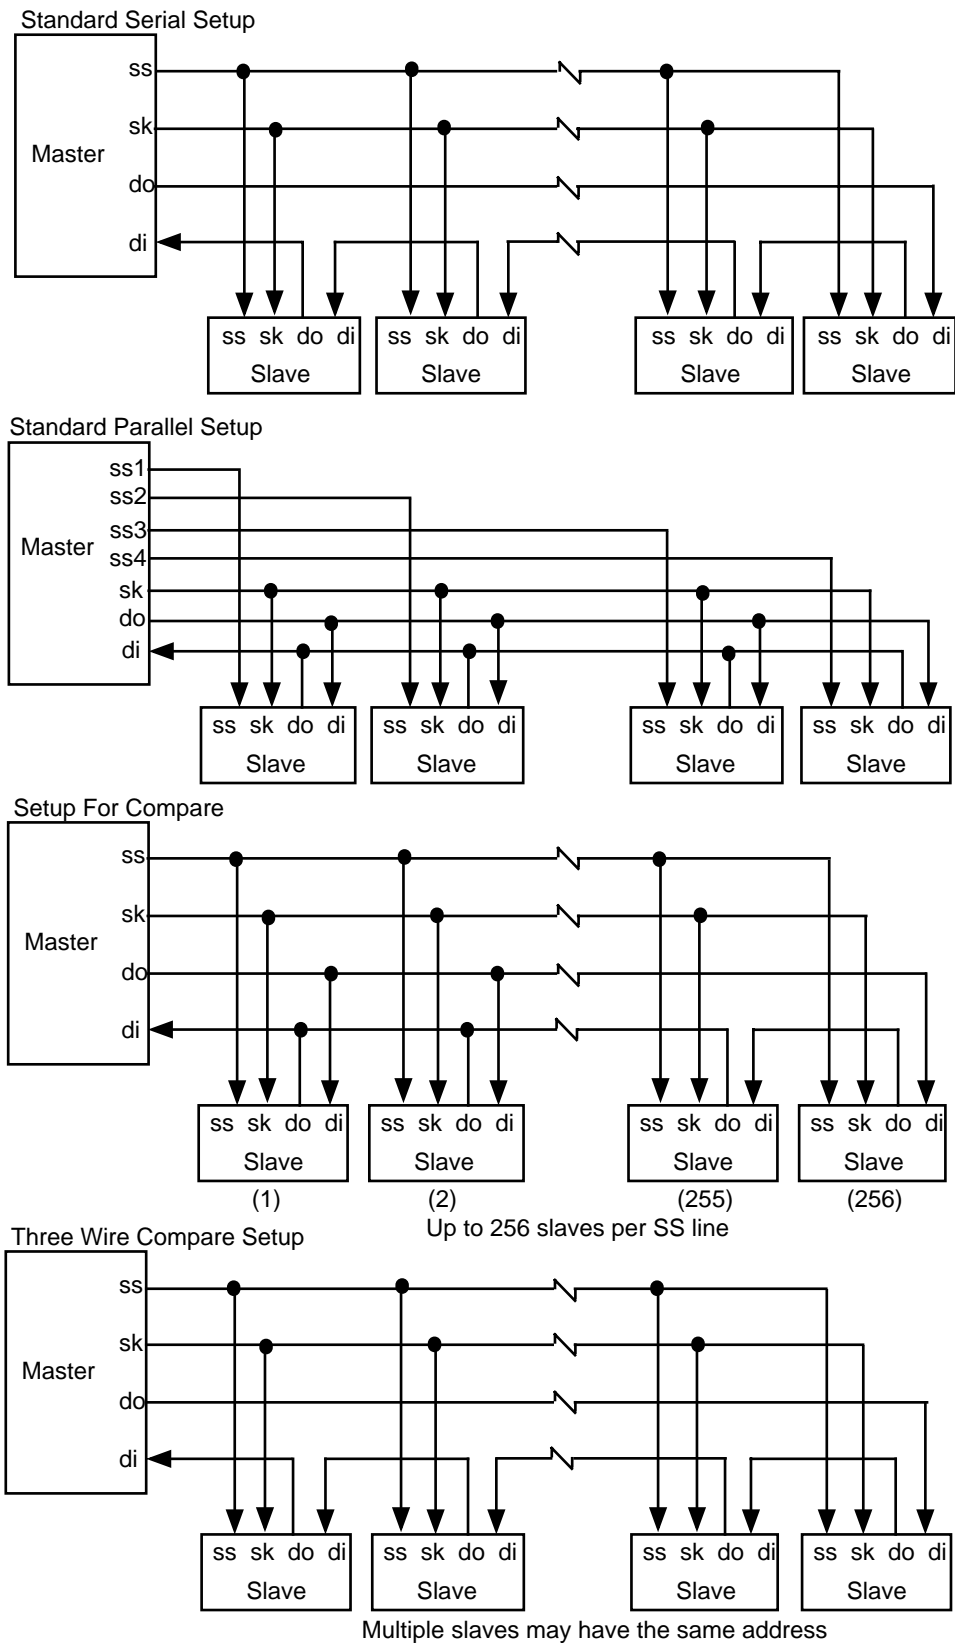 Standard Serial Setup
ss
sk
Master
do
di
ss sk do di
Slave
ss sk do di
Slave
ss sk do di
Slave
ss sk do di
Slave
Standard Parallel Setup
ss1
ss2
ss3
Master
ss4
sk
do
di
ss sk do di
Slave
ss sk do di
Slave
ss sk do di
Slave
ss sk do di
Slave
Setup For Compare
ss
sk
Master
do
di
ss sk do di
Slave
(1)
ss sk do di
Slave
(2)
ss sk do di
Slave
(255)
ss sk do di
Slave
(256)
Up to 256 slaves per SS line
Three Wire Compare Setup
ss
sk
Master
do
di
ss sk do di
Slave
ss sk do di
Slave
ss sk do di
Slave
ss sk do di
Slave
Multiple slaves may have the same address